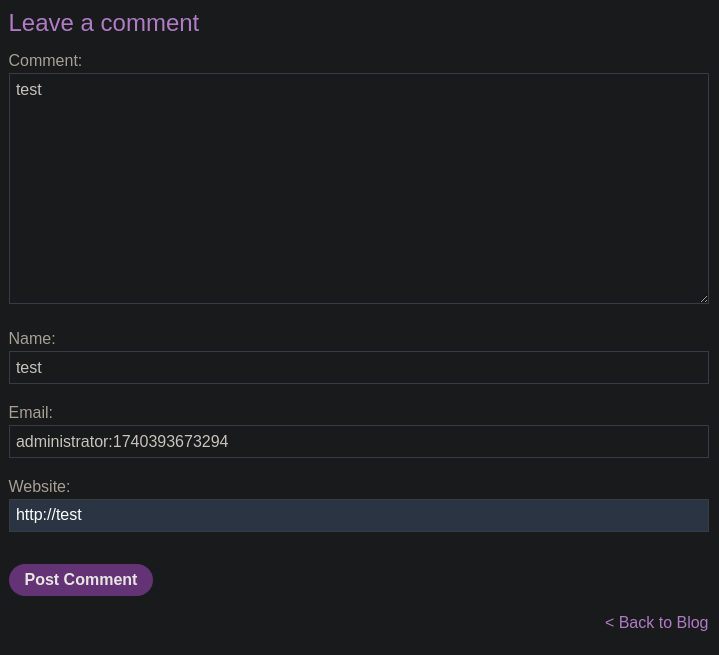 Leave a comment
Comment:
test
Name:
test
Email:
administrator:1740393673294
Website:
http://test
Post Comment
< Back to Blog